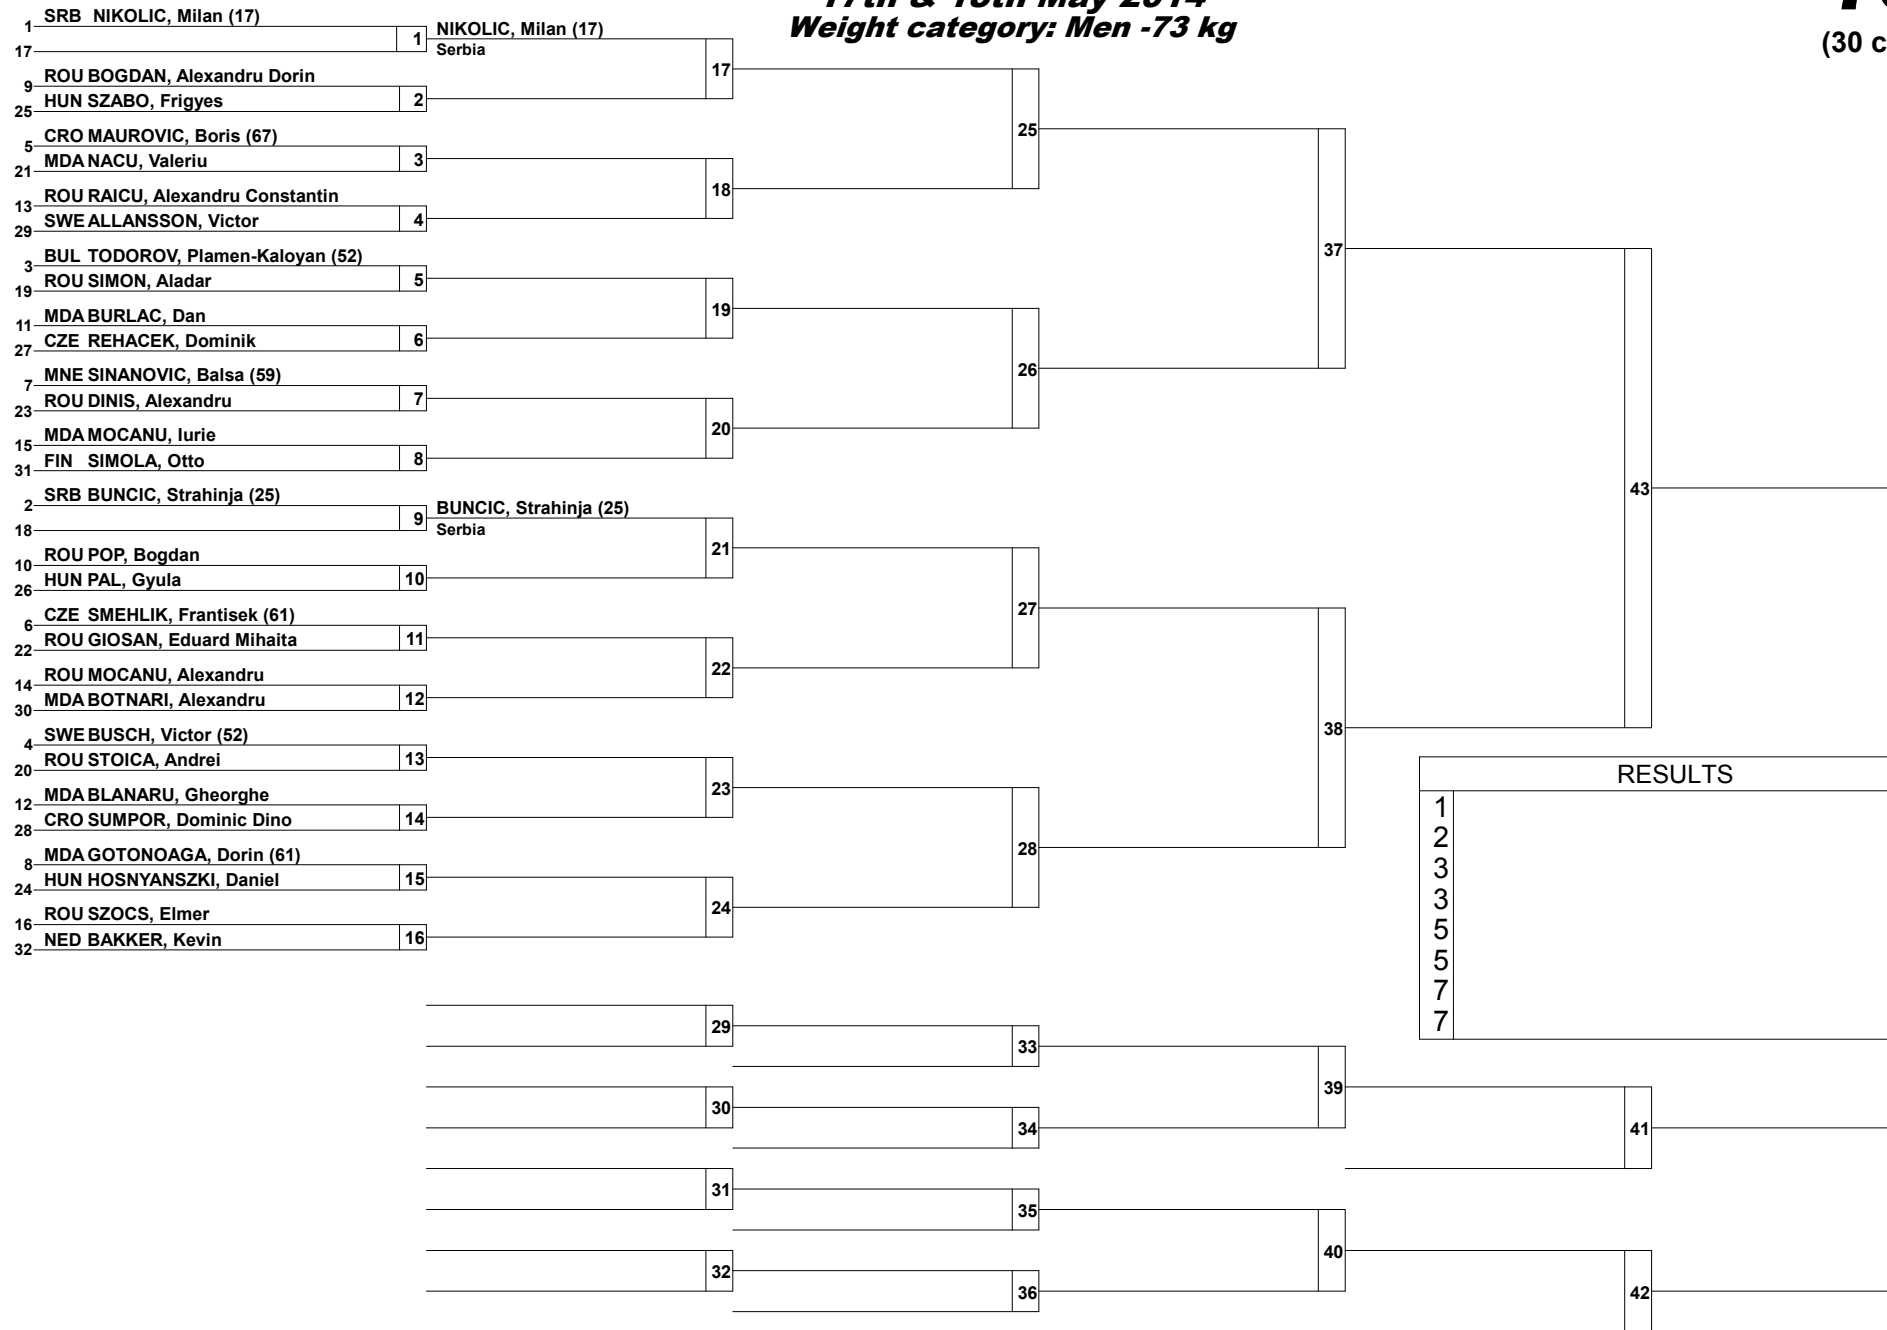 17th & 18th May 2014
Weight category: Men -73 kg
(30 c
1 SRB NIKOLIC, Milan (17)
17
1 NIKOLIC, Milan (17)
Serbia
9 ROU BOGDAN, Alexandru Dorin
25 HUN SZABO, Frigyes
2
5 CRO MAUROVIC, Boris (67)
21 MDA NACU, Valeriu
3
13 ROU RAICU, Alexandru Constantin
29 SWE ALLANSSON, Victor
4
3 BUL TODOROV, Plamen-Kaloyan (52)
19 ROU SIMON, Aladar
5
11 MDA BURLAC, Dan
27 CZE REHACEK, Dominik
6
7 MNE SINANOVIC, Balsa (59)
23 ROU DINIS, Alexandru
7
15 MDA MOCANU, Iurie
31 FIN SIMOLA, Otto
8
2 SRB BUNCIC, Strahinja (25)
18
9 BUNCIC, Strahinja (25)
Serbia
10 ROU POP, Bogdan
26 HUN PAL, Gyula
10
6 CZE SMEHLIK, Frantisek (61)
22 ROU GIOSAN, Eduard Mihaita
11
14 ROU MOCANU, Alexandru
30 MDA BOTNARI, Alexandru
12
4 SWE BUSCH, Victor (52)
20 ROU STOICA, Andrei
13
12 MDA BLANARU, Gheorghe
28 CRO SUMPOR, Dominic Dino
14
8 MDA GOTONOAGA, Dorin (61)
24 HUN HOSNYANSZKI, Daniel
15
16 ROU SZOCS, Elmer
32 NED BAKKER, Kevin
16
17
18
19
20
21
22
23
24
25
26
27
28
37
38
43
RESULTS
1
2
3
3
5
5
7
7
29
30
31
32
33
34
35
36
39
40
41
42